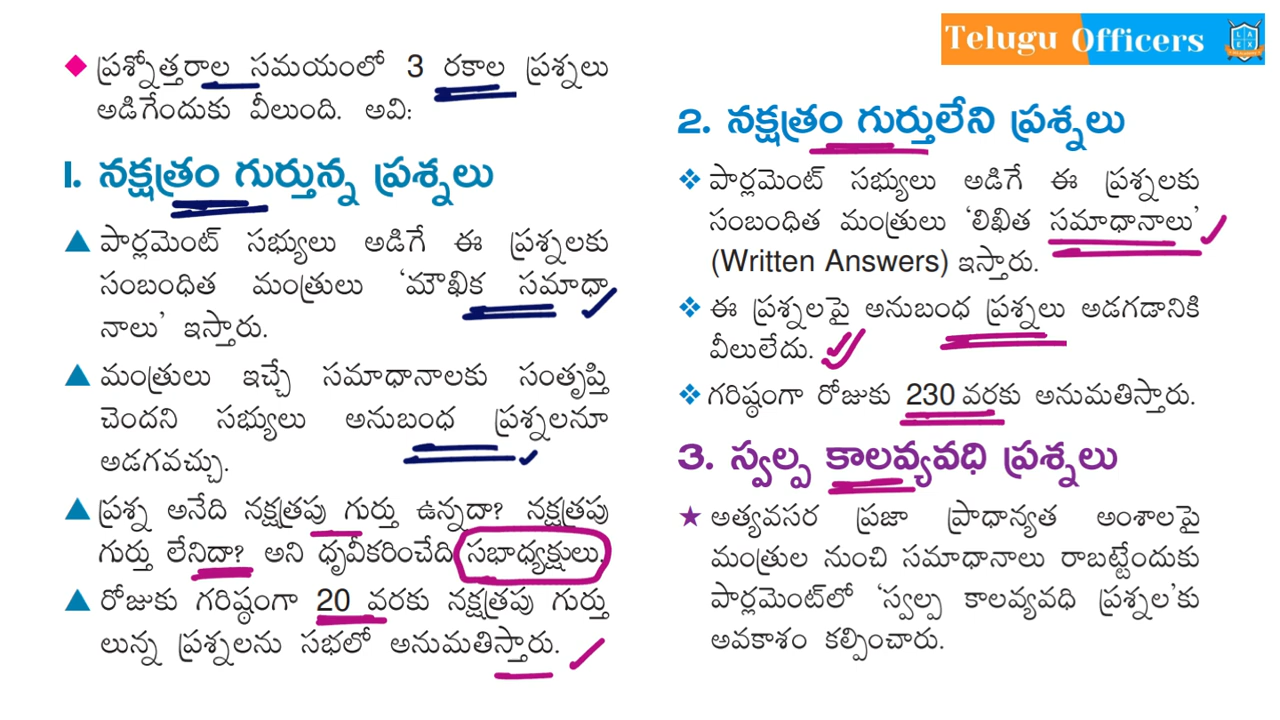 Telugu Officers
ప్రశ్నోత్తరాల సమయంలో 3 రకాల ప్రశ్నలు
అడిగేందుకు వీలుంది. అవి:
1. నక్షత్రం గుర్తున్న ప్రశ్నలు
పార్లమెంట్ సభ్యులు అడిగే ఈ ప్రశ్నలకు
సంబంధిత మంత్రులు ‘మౌఖిక సమాధా
నాలు’ ఇస్తారు.
మంత్రులు ఇచ్చే సమాధానాలకు సంతృప్తి
చెందని సభ్యులు అనుబంధ ప్రశ్నలనూ
అడగవచ్చు.
ప్రశ్న అనేది నక్షత్రపు గుర్తు ఉన్నదా? నక్షత్రపు
గుర్తు లేనిదా? అని ధృవీకరించేది సభాధ్యక్షులు.
రోజుకు గరిష్ఠంగా 20 వరకు నక్షత్రపు గుర్తు
లున్న ప్రశ్నలను సభలో అనుమతిస్తారు.
2. నక్షత్రం గుర్తులేని ప్రశ్నలు
పార్లమెంట్ సభ్యులు అడిగే ఈ ప్రశ్నలకు
సంబంధిత మంత్రులు ‘లిఖిత సమాధానాలు’
(Written Answers) ఇస్తారు.
ఈ ప్రశ్నలపై అనుబంధ ప్రశ్నలు అడగడానికి
వీలులేదు.
గరిష్ఠంగా రోజుకు 230 వరకు అనుమతిస్తారు.
3. స్వల్ప కాలవ్యవధి ప్రశ్నలు
అత్యవసర ప్రజా ప్రాధాన్యత అంశాలపై
మంత్రుల నుంచి సమాధానాలు రాబట్టేందుకు
పార్లమెంట్‌లో ‘స్వల్ప కాలవ్యవధి ప్రశ్నల’కు
అవకాశం కల్పించారు.